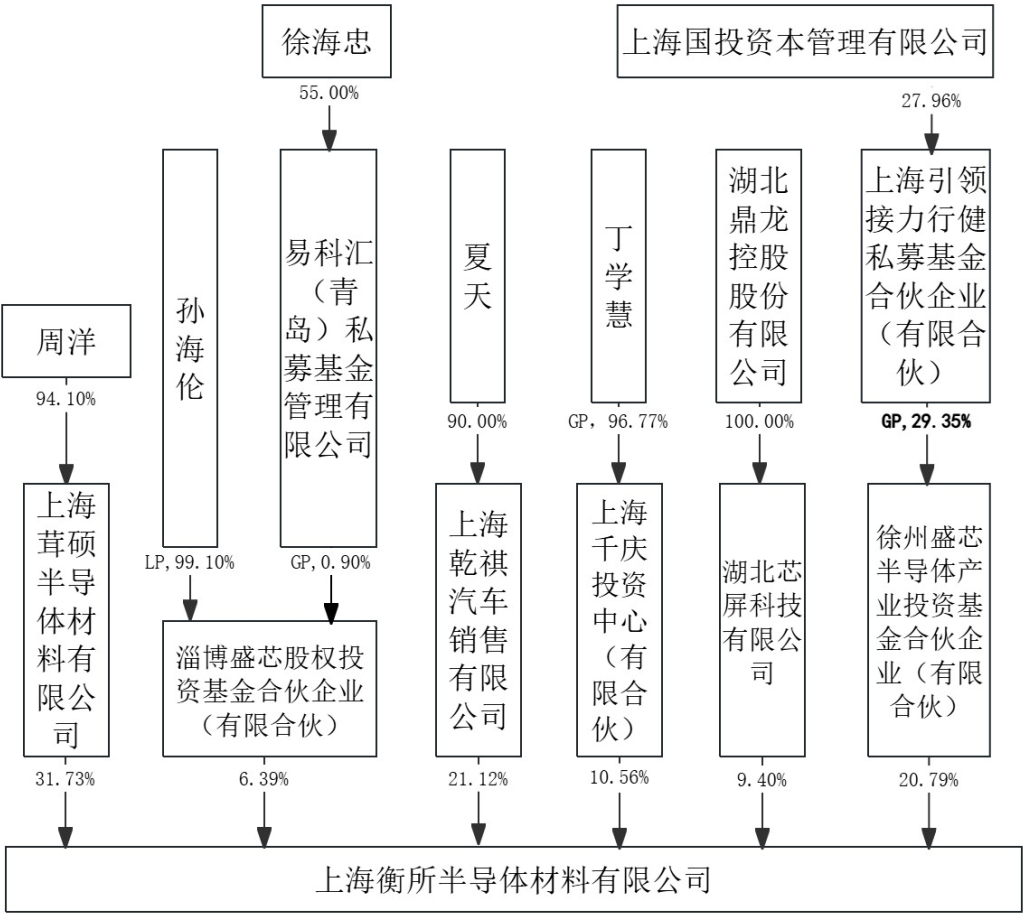 徐海忠
上海国投资本管理有限公司
55.00%
27.96%
周洋
94.10%
孙
海
伦
易科汇
（青
岛）私
募基金
管理有
限公司
夏
天
丁
学
慧
湖北
鼎龙
控股
股份
有限
公司
上海引领
接力行健
私募基金
合伙企业
（有限合
伙）
LP,99.10%
GP,0.90%
90.00%
GP, 96.77%
100.00%
GP,29.35%
上海
茸硕
半导
体材
料有
限公
司
淄博盛芯股权投
资基金合伙企业
（有限合伙）
上海
乾祺
汽车
销售
有限
公司
上海
千庆
投资
中心
（有
限合
伙）
湖北芯
屏科技
有限公
司
徐州盛芯
半导体产
业投资基
金合伙企
业（有限
合伙）
31.73%
6.39%
21.12%
10.56%
9.40%
20.79%
上海衡所半导体材料有限公司